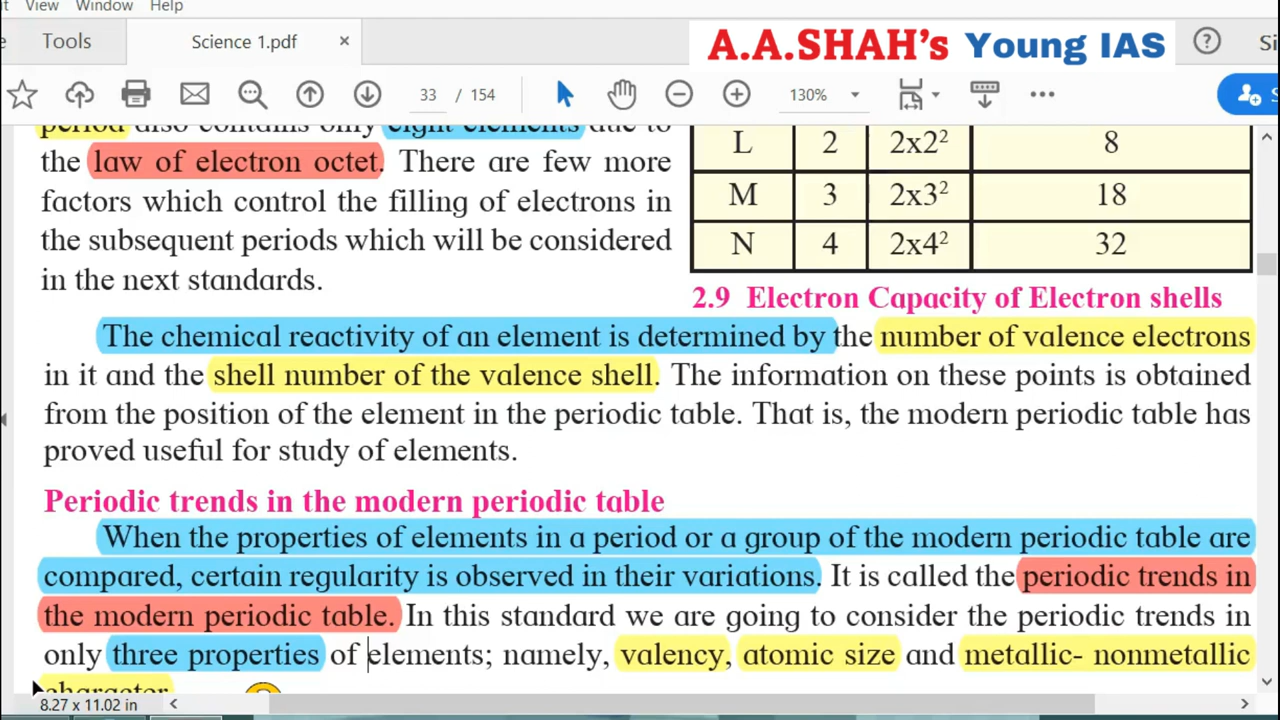 View Window Help
Tools
Science 1.pdf ×
A.A.SHAH's Young IAS
?
33 / 154
130%
period also contains only eight elements due to
the law of electron octet. There are few more
factors which control the filling of electrons in
the subsequent periods which will be considered
in the next standards.
L 2 2x2² 8
M 3 2x3² 18
N 4 2x4² 32
2.9 Electron Capacity of Electron shells
The chemical reactivity of an element is determined by the number of valence electrons
in it and the shell number of the valence shell. The information on these points is obtained
from the position of the element in the periodic table. That is, the modern periodic table has
proved useful for study of elements.
Periodic trends in the modern periodic table
When the properties of elements in a period or a group of the modern periodic table are
compared, certain regularity is observed in their variations. It is called the periodic trends in
the modern periodic table. In this standard we are going to consider the periodic trends in
only three properties of elements; namely, valency, atomic size and metallic- nonmetallic
character
8.27 x 11.02 in